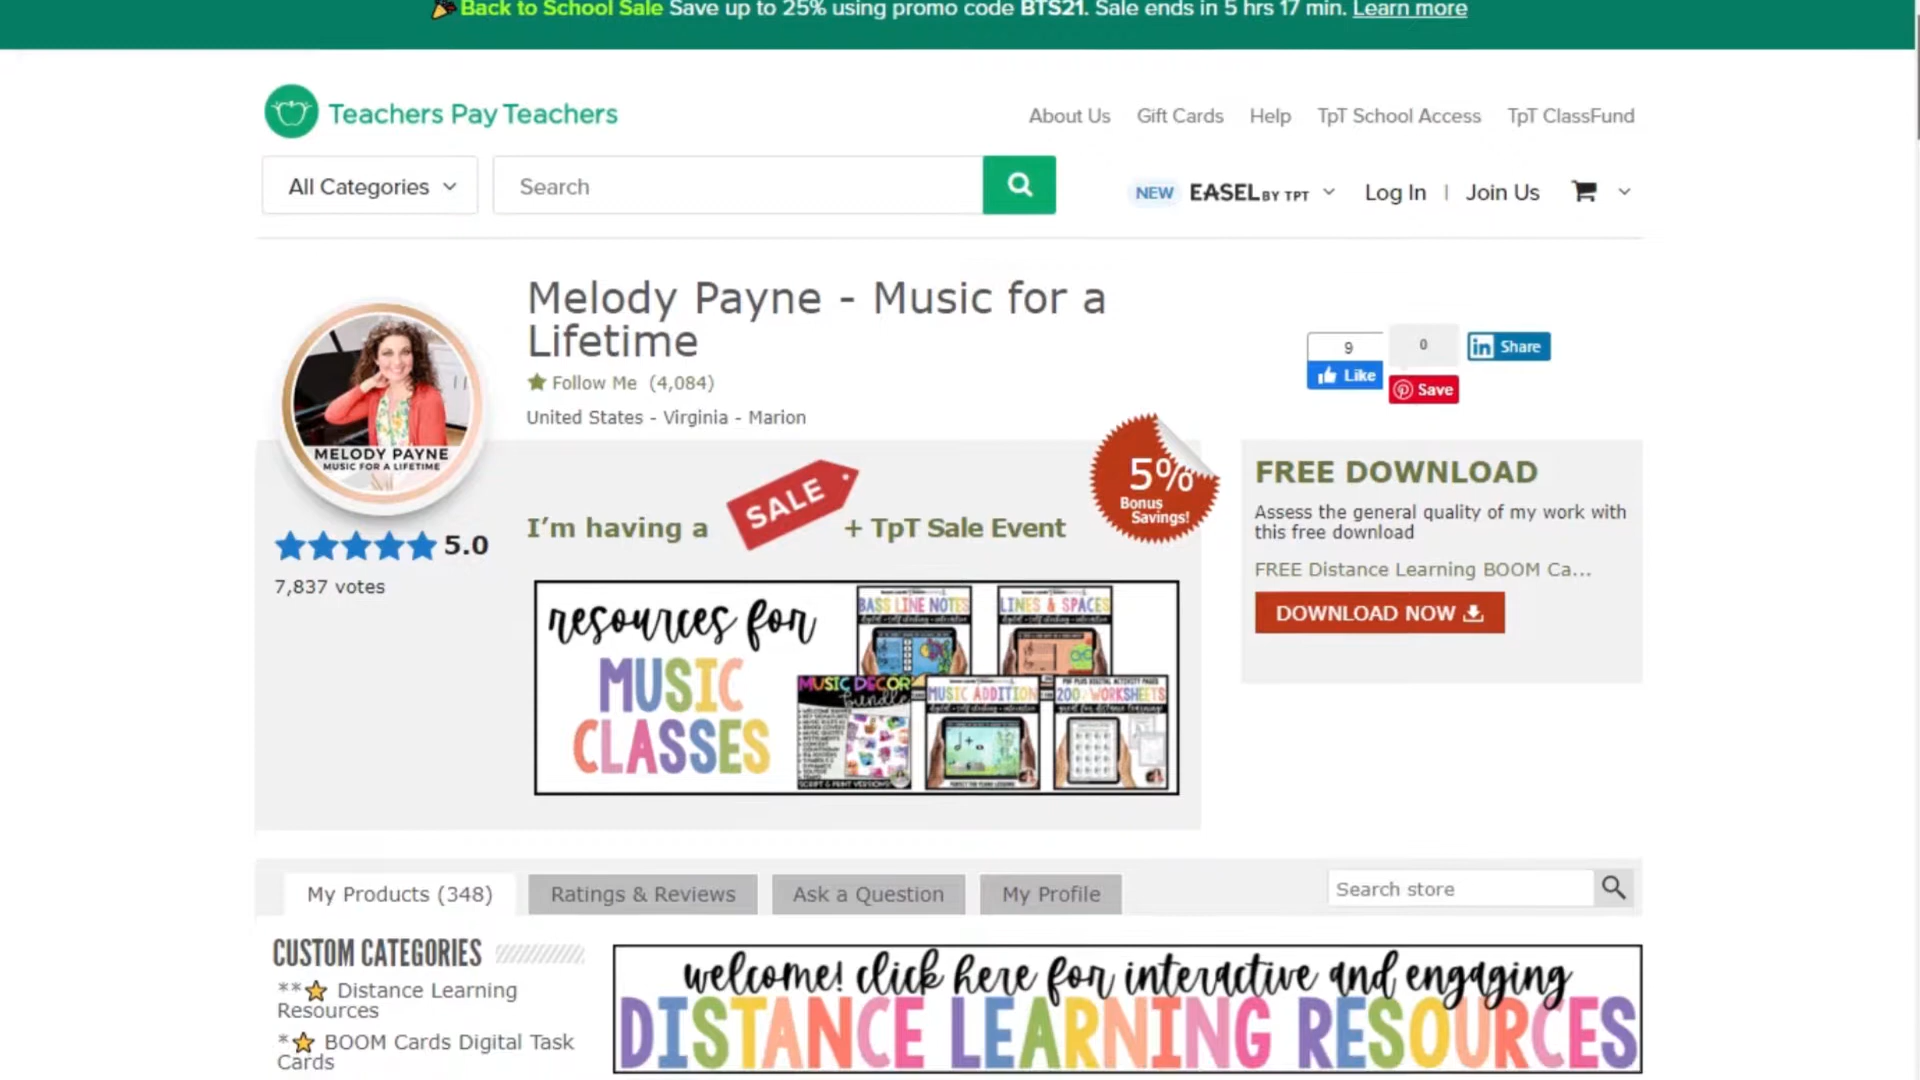 Back to School Sale Save up to 25% using promo code BTS21. Sale ends in 5 hrs 17 min. Learn more
Teachers Pay Teachers
About Us Gift Cards Help TpT School Access TpT ClassFund
All Categories Search
NEW EASEL BY TPT Log In | Join Us
Melody Payne - Music for a
Lifetime
Follow Me (4,084)
United States - Virginia - Marion
9
Like
0
Save
in Share
MELODY PAYNE
MUSIC FOR A LIFETIME
5.0
7,837 votes
I'm having a SALE + TpT Sale Event
5%
Bonus
Savings!
FREE DOWNLOAD
Assess the general quality of my work with
this free download
FREE Distance Learning BOOM Ca...
DOWNLOAD NOW
resources for
MUSIC
CLASSES
BASS LINE NOTES
LINES & SPACES
MUSIC DECOR
bundle
MUSIC ADDITION
200+ WORKSHEETS
My Products (348) Ratings & Reviews Ask a Question My Profile
Search store
CUSTOM CATEGORIES
**⭐ Distance Learning
Resources
*⭐ BOOM Cards Digital Task
Cards
welcome! click here for interactive and engaging
DISTANCE LEARNING RESOURCES